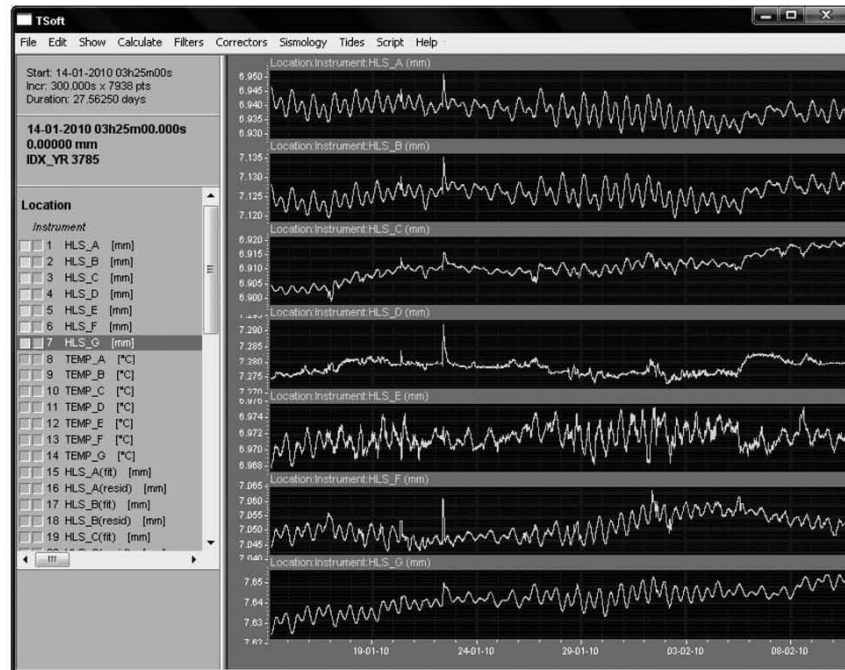 TSoft
File Edit Show Calculate Filters Correctors Sismology Tides Script Help
Start: 14-01-2010 03h25m00s
Incr: 300.000s x 7938 pts
Duration: 27.56250 days
14-01-2010 03h25m00.000s
0.00000 mm
IDX_YR 3785
Location
Instrument
1 HLS_A [mm]
2 HLS_B [mm]
3 HLS_C [mm]
4 HLS_D [mm]
5 HLS_E [mm]
6 HLS_F [mm]
7 HLS_G [mm]
8 TEMP_A [°C]
9 TEMP_B [°C]
10 TEMP_C [°C]
11 TEMP_D [°C]
12 TEMP_E [°C]
13 TEMP_F [°C]
14 TEMP_G [°C]
15 HLS_A(fit) [mm]
16 HLS_A(resid) [mm]
17 HLS_B(fit) [mm]
18 HLS_B(resid) [mm]
19 HLS_C(fit) [mm]
Location:Instrument:HLS_A (mm)
6.950
6.945
6.940
6.935
6.930
Location:Instrument:HLS_B (mm)
7.135
7.130
7.125
7.120
Location:Instrument:HLS_C (mm)
6.920
6.915
6.910
6.905
6.900
Location:Instrument:HLS_D (mm)
7.290
7.280
7.275
7.270
Location:Instrument:HLS_E (mm)
6.976
6.974
6.972
6.970
6.968
Location:Instrument:HLS_F (mm)
7.065
7.060
7.055
7.050
7.045
7.040
Location:Instrument:HLS_G (mm)
7.65
7.64
7.63
7.62
19-01-10 24-01-10 29-01-10 03-02-10 08-02-10